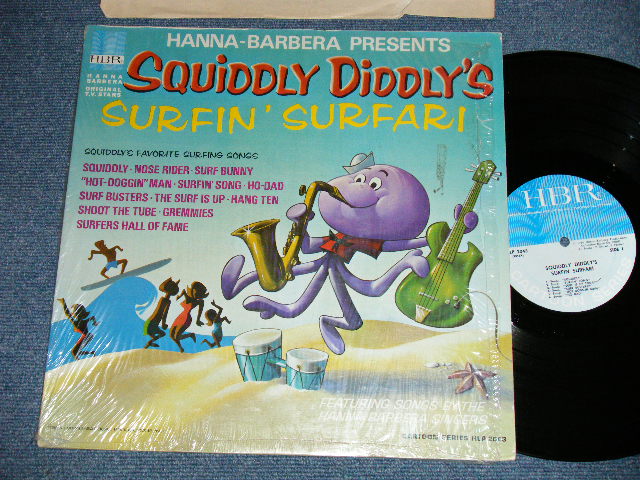 HANNA-BARBERA PRESENTS
HBR
HANNA
BARBERA
ORIGINAL
T.V. STARS
SQUIDDLY DIDDLY'S
SURFIN' SURFARI
SQUIDDLY'S FAVORITE SURFING SONGS
SQUIDDLY · NOSE RIDER · SURF BUNNY
"HOT-DOGGIN" MAN · SURFIN' SONG · HO-DAD
SURF BUSTERS · THE SURF IS UP · HANG TEN
SHOOT THE TUBE · GREMMIES
SURFERS HALL OF FAME
FEATURING SONGS BY THE
HANNA-BARBERA SINGERS
CARTOON SERIES HLP 2043
HBR
SIDE 1
SQUIDDLY DIDDLY'S
SURFIN SURFARI